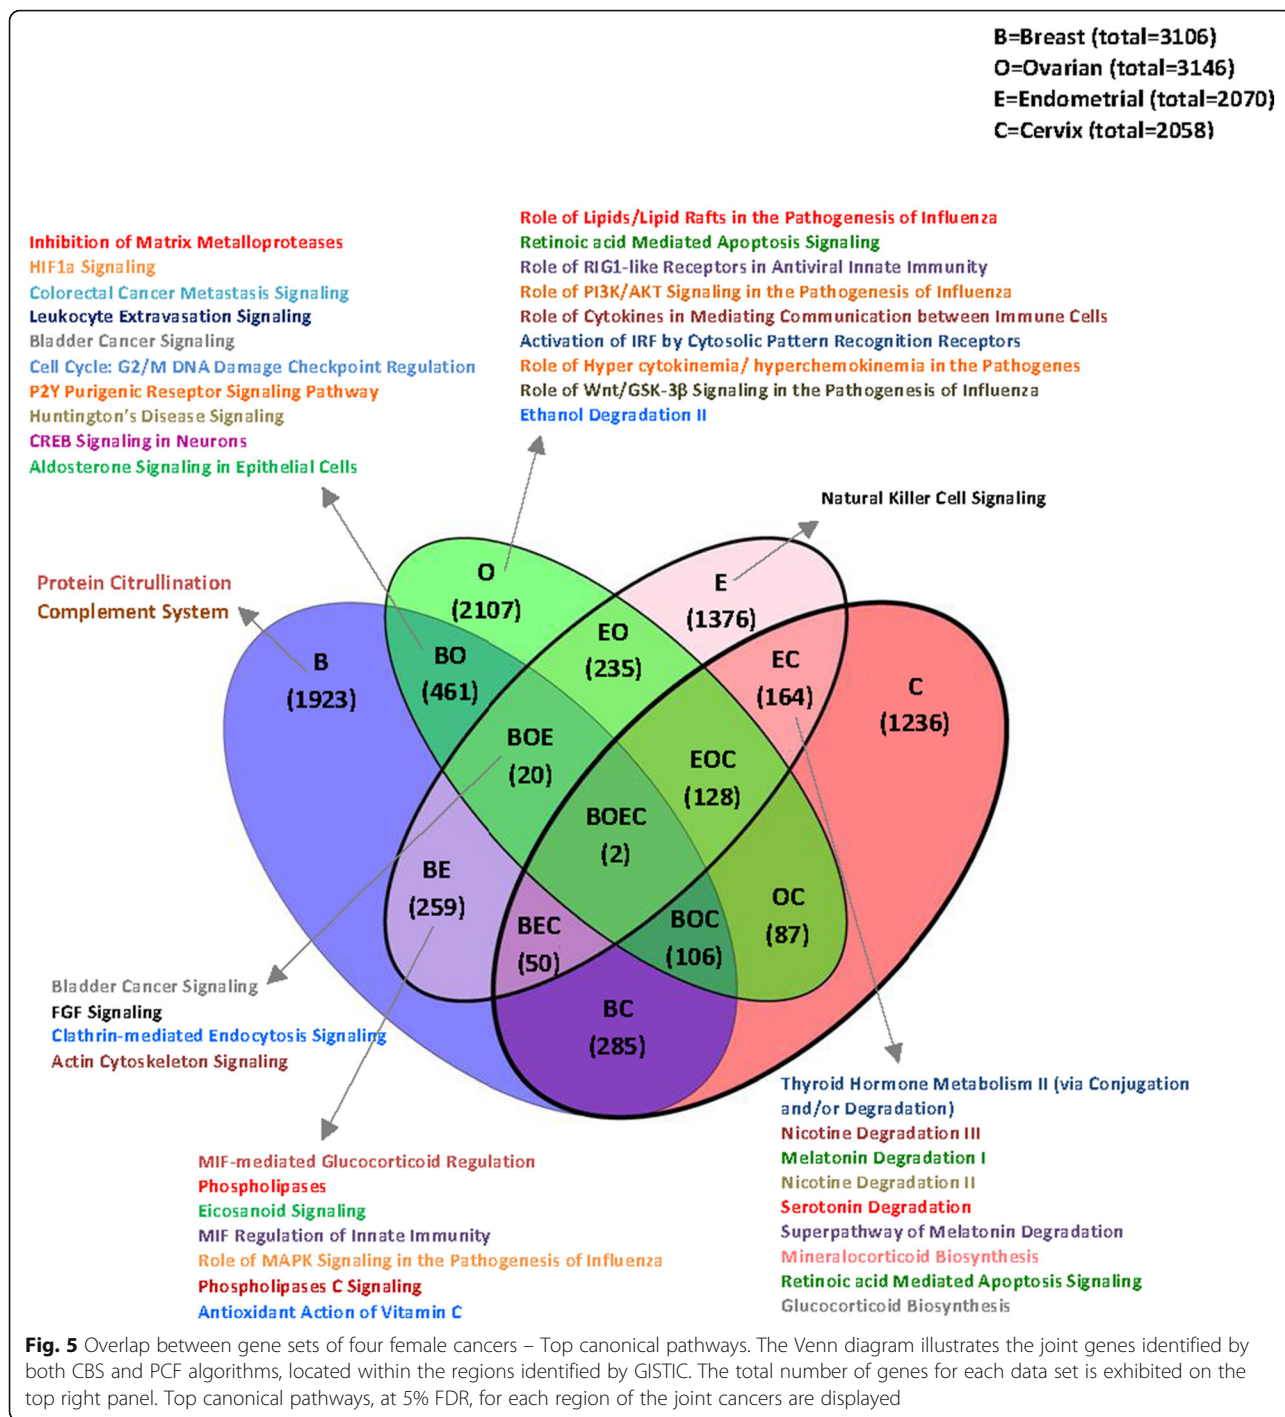 B=Breast (total=3106)
O=Ovarian (total=3146)
E=Endometrial (total=2070)
C=Cervix (total=2058)
Inhibition of Matrix Metalloproteases
HIF1a Signaling
Colorectal Cancer Metastasis Signaling
Leukocyte Extravasation Signaling
Bladder Cancer Signaling
Cell Cycle: G2/M DNA Damage Checkpoint Regulation
P2Y Purigenic Reseptor Signaling Pathway
Huntington's Disease Signaling
CREB Signaling in Neurons
Aldosterone Signaling in Epithelial Cells
Role of Lipids/Lipid Rafts in the Pathogenesis of Influenza
Retinoic acid Mediated Apoptosis Signaling
Role of RIG1-like Receptors in Antiviral Innate Immunity
Role of PI3K/AKT Signaling in the Pathogenesis of Influenza
Role of Cytokines in Mediating Communication between Immune Cells
Activation of IRF by Cytosolic Pattern Recognition Receptors
Role of Hyper cytokinemia/ hyperchemokinemia in the Pathogenes
Role of Wnt/GSK-3β Signaling in the Pathogenesis of Influenza
Ethanol Degradation II
Natural Killer Cell Signaling
Protein Citrullination
Complement System
O
(2107)
E
(1376)
B
(1923)
BO
(461)
EO
(235)
EC
(164)
C
(1236)
BOE
(20)
EOC
(128)
BOEC
(2)
BE
(259)
BEC
(50)
BOC
(106)
OC
(87)
BC
(285)
Bladder Cancer Signaling
FGF Signaling
Clathrin-mediated Endocytosis Signaling
Actin Cytoskeleton Signaling
MIF-mediated Glucocorticoid Regulation
Phospholipases
Eicosanoid Signaling
MIF Regulation of Innate Immunity
Role of MAPK Signaling in the Pathogenesis of Influenza
Phospholipases C Signaling
Antioxidant Action of Vitamin C
Thyroid Hormone Metabolism II (via Conjugation
and/or Degradation)
Nicotine Degradation III
Melatonin Degradation I
Nicotine Degradation II
Serotonin Degradation
Superpathway of Melatonin Degradation
Mineralocorticoid Biosynthesis
Retinoic acid Mediated Apoptosis Signaling
Glucocorticoid Biosynthesis
Fig. 5 Overlap between gene sets of four female cancers – Top canonical pathways. The Venn diagram illustrates the joint genes identified by
both CBS and PCF algorithms, located within the regions identified by GISTIC. The total number of genes for each data set is exhibited on the
top right panel. Top canonical pathways, at 5% FDR, for each region of the joint cancers are displayed